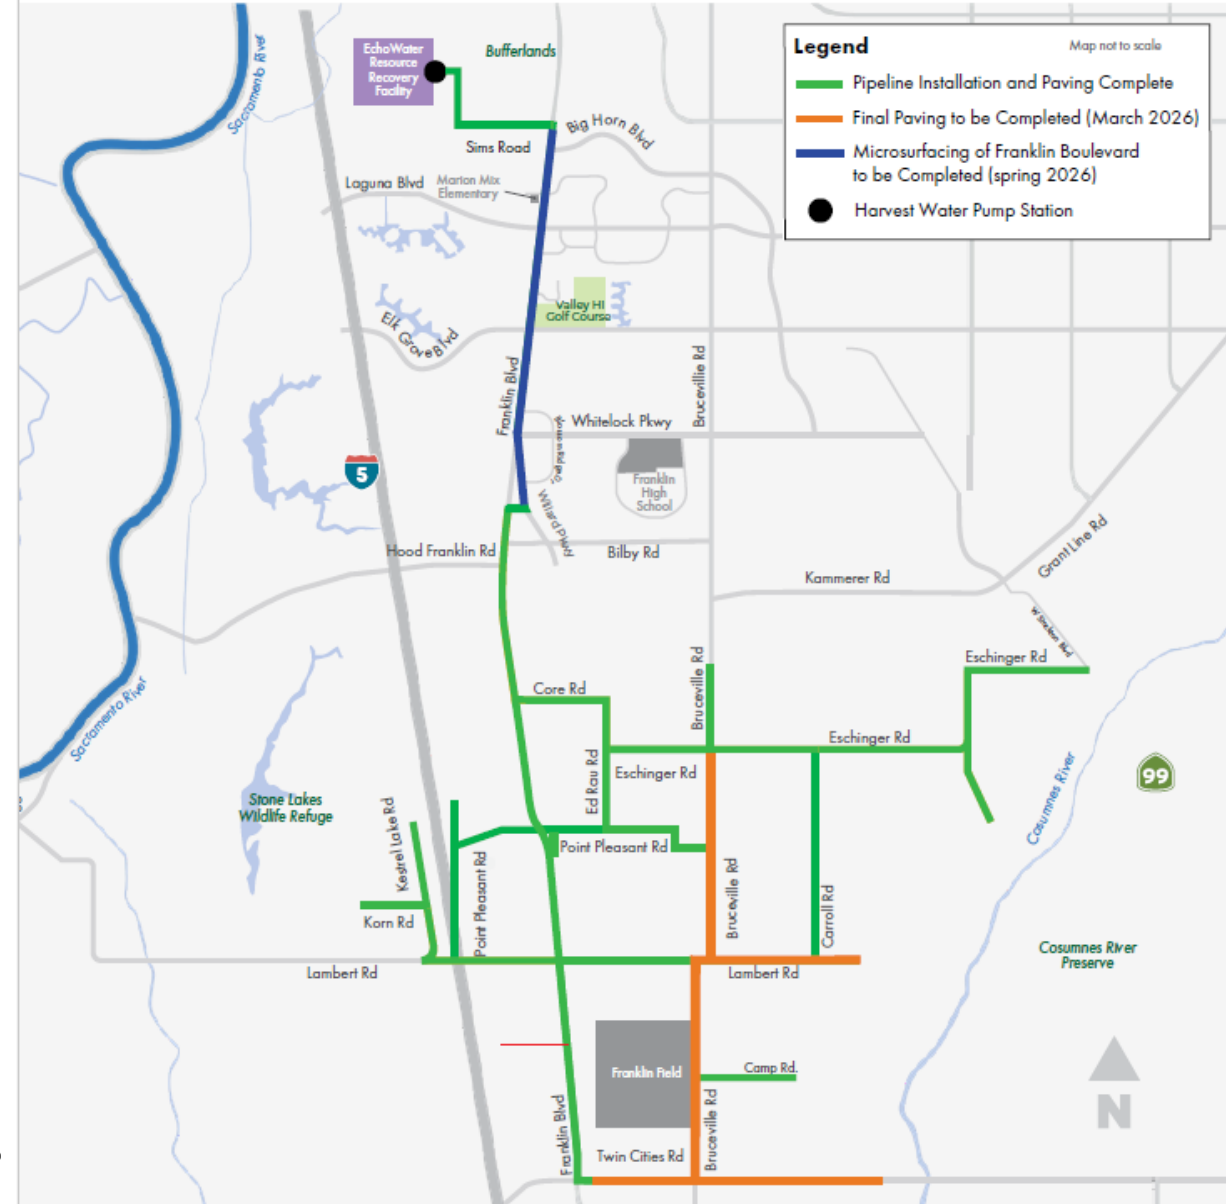 Legend
Map not to scale
Pipeline Installation and Paving Complete
Final Paving to be Completed (March 2026)
Microsurfacing of Franklin Boulevard
to be Completed (spring 2026)
Harvest Water Pump Station
Sacramento River
EchoWater
Resource
Recovery
Facility
Bufferlands
Sims Road
Big Horn Blvd
Laguna Blvd
Marion Mix
Elementary
Valley HI
Golf Course
Elk Grove Blvd
Franklin Blvd
Bruceville Rd
Whitelock Pkwy
Franklin
High
School
5
Willard Pkwy
Hood Franklin Rd
Bilby Rd
Kammerer Rd
Grant Line Rd
Sacramento River
Core Rd
Bruceville Rd
Eschinger Rd
Eschinger Rd
Ed Rau Rd
Eschinger Rd
99
Cosumnes River
Stone Lakes
Wildlife Refuge
Kestrel Lake Rd
Korn Rd
Point Pleasant Rd
Point Pleasant Rd
Bruceville Rd
Carroll Rd
Cosumnes River
Preserve
Lambert Rd
Lambert Rd
Franklin Field
Camp Rd.
Franklin Blvd
Twin Cities Rd
Bruceville Rd
N